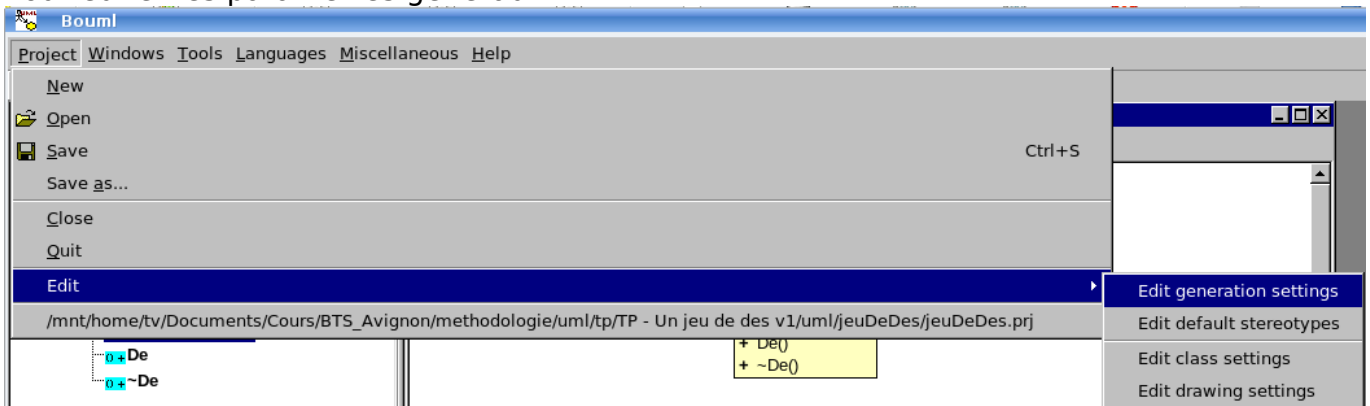 Bouml
Project Windows Tools Languages Miscellaneous Help
New
Open
Save Ctrl+S
Save as...
Close
Quit
Edit
Edit generation settings
/mnt/home/tv/Documents/Cours/BTS_Avignon/methodologie/uml/tp/TP - Un jeu de des v1/uml/jeuDeDes/jeuDeDes.prj
Edit default stereotypes
+ De()
() + De
Edit class settings
+ ~De()
() + ~De
Edit drawing settings